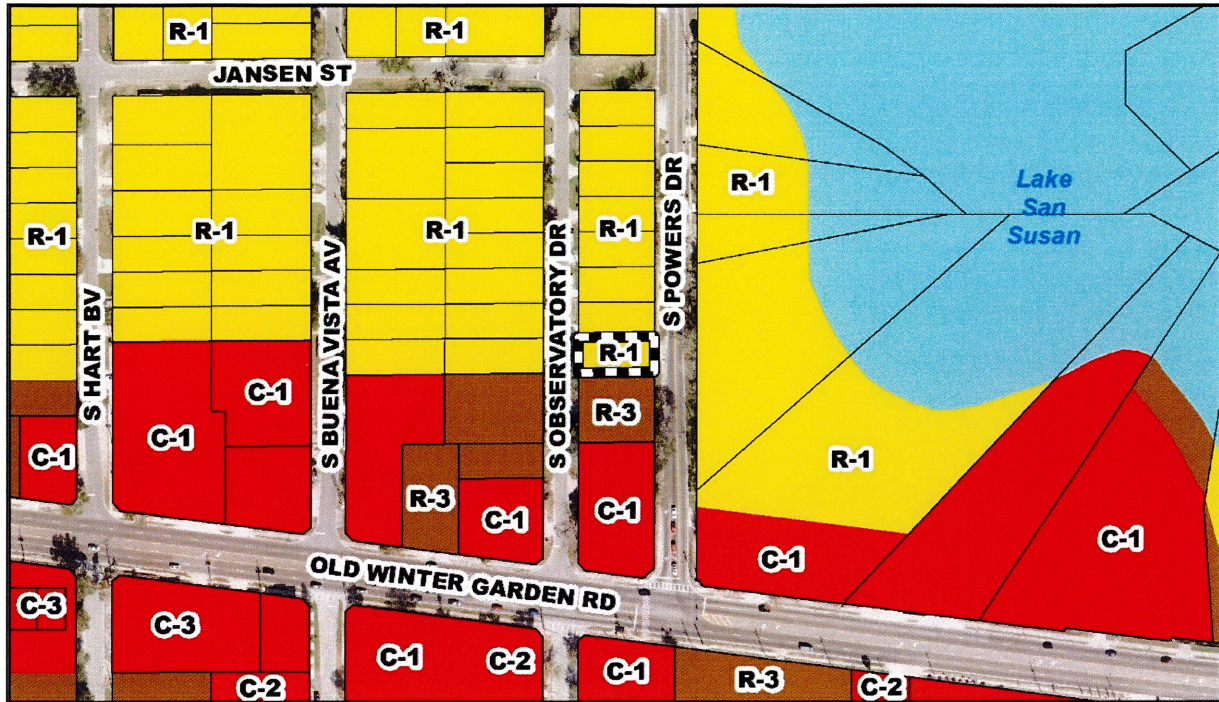 R-1
R-1
JANSEN ST
R-1
R-1
R-1
R-1
R-1
Lake
San
Susan
S HART BV
S BUENA VISTA AV
S OBSERVATORY DR
S POWERS DR
R-1
C-1
R-3
C-1
C-1
R-1
R-3
C-1
C-1
C-1
C-1
OLD WINTER GARDEN RD
C-3
C-3
C-1
C-2
C-1
R-3
C-2
C-2